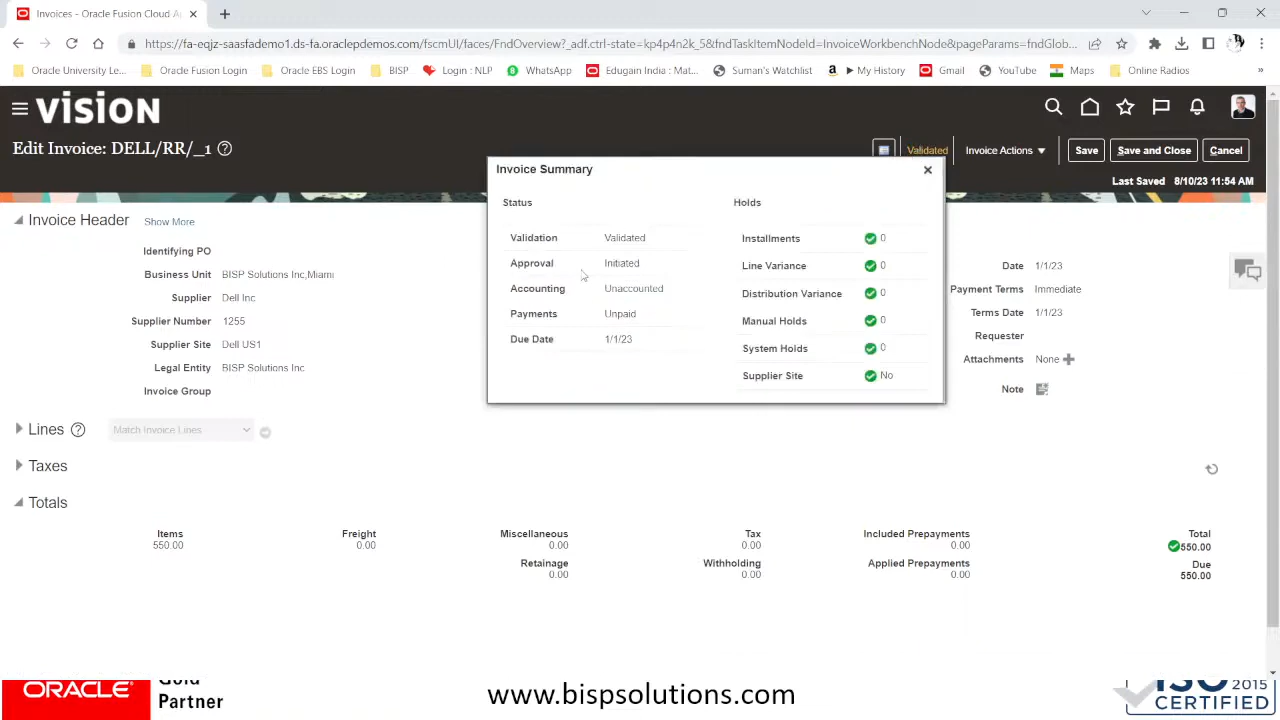 Invoices - Oracle Fusion Cloud A
https://fa-eqjz-saasfademo1.ds-fa.oraclepdemos.com/fscmUI/faces/FndOverview?_adf.ctrl-state=kp4p4n2k_5&fndTaskItemNodeId=InvoiceWorkbenchNode&pageParams=fndGlob...
Oracle University Le... Oracle Fusion Login Oracle EBS Login BISP Login : NLP WhatsApp Edugain India : Mat... Suman's Watchlist ▶ My History Gmail YouTube Maps Online Radios »
VISION
Edit Invoice: DELL/RR/_1
Validated Invoice Actions ▼ Save Save and Close Cancel
Last Saved 8/10/23 11:54 AM
Invoice Header Show More
Identifying PO
Business Unit BISP Solutions Inc,Miami
Supplier Dell Inc
Supplier Number 1255
Supplier Site Dell US1
Legal Entity BISP Solutions Inc
Invoice Group
Invoice Summary
Status
Validation Validated
Approval Initiated
Accounting Unaccounted
Payments Unpaid
Due Date 1/1/23
Holds
Installments 0
Line Variance 0
Distribution Variance 0
Manual Holds 0
System Holds 0
Supplier Site No
Date 1/1/23
Payment Terms Immediate
Terms Date 1/1/23
Requester
Attachments None
Note
Lines Match Invoice Lines
Taxes
Totals
Items Freight Miscellaneous Tax Included Prepayments Total
550.00 0.00 0.00 0.00 0.00 550.00
Retainage Withholding Applied Prepayments Due
0.00 0.00 0.00 550.00
ORACLE Gold
Partner
www.bispsolutions.com
ISO 2015
CERTIFIED